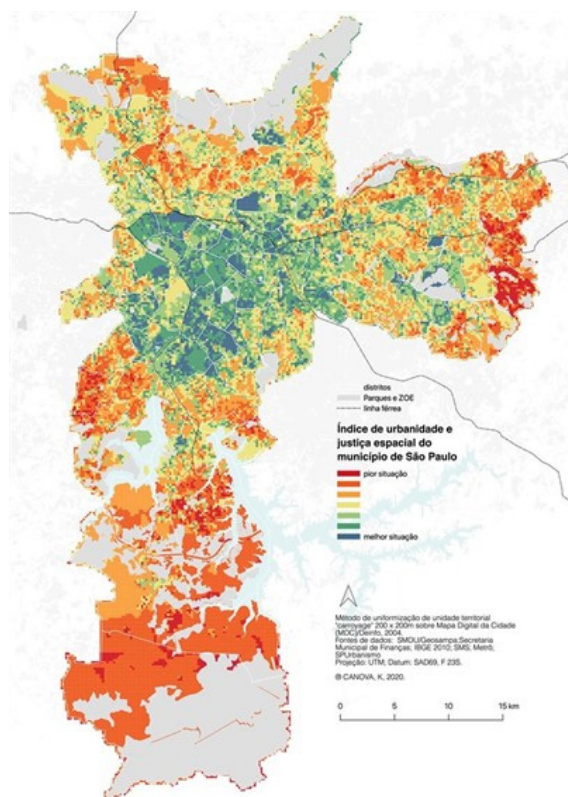 distritos
Parques e ZOE
linha férrea
Índice de urbanidade e
justiça espacial do
município de São Paulo
pior situação
melhor situação
Método de uniformização de unidade territorial
"carroyage" 200 x 200m sobre Mapa Digital da Cidade
(MDC)/Deinfo, 2004.
Fontes de dados: SMDU/Geosampa;Secretaria
Municipal de Finanças; IBGE 2010; SMS; Metrô,
SPUrbanismo
Projeção: UTM; Datum: SAD69, F 23S.
@ CANOVA, K, 2020.
0 5 10 15 km